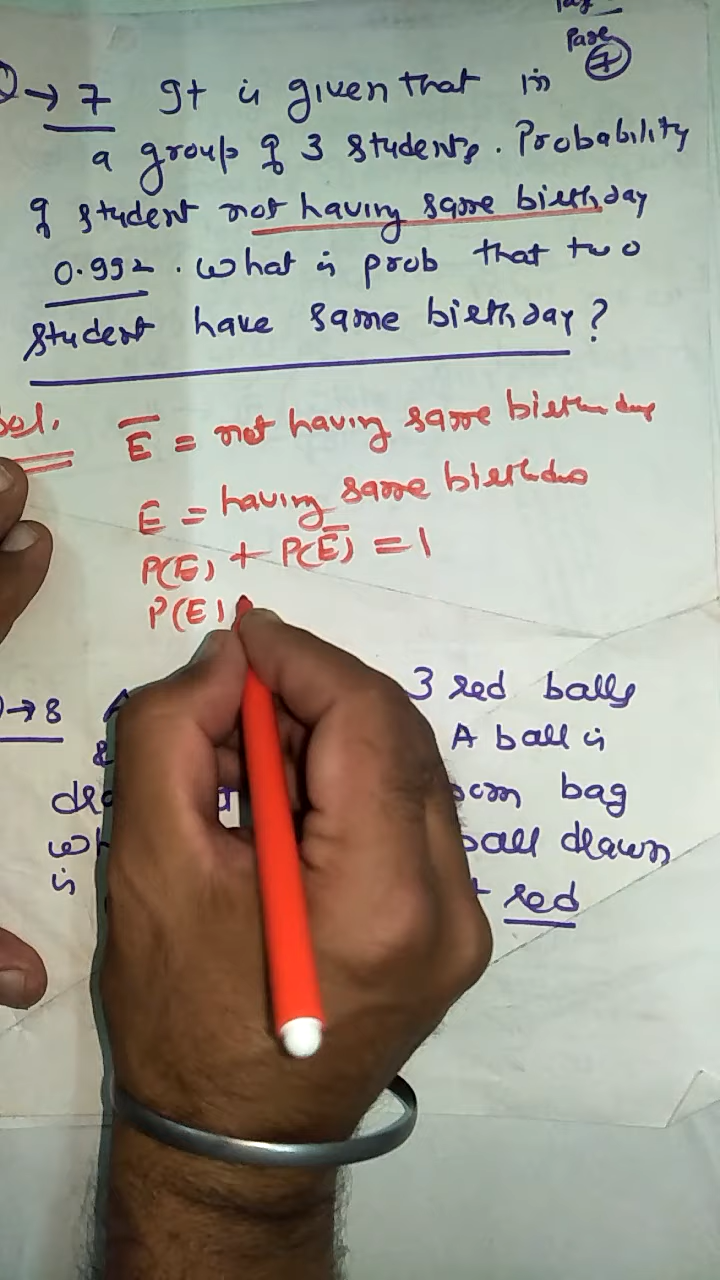 Page
4
→ 7 It is given that in
a group of 3 students. Probability
of student not having same birthday
0.992. What is prob that two
student have same birthday?
Sol. E̅ = not having same birthday
E = having same birthday
P(E) + P(E̅) = 1
P(E)
→ 8 A 3 red balls
& A ball is
bag
ball drawn
is red